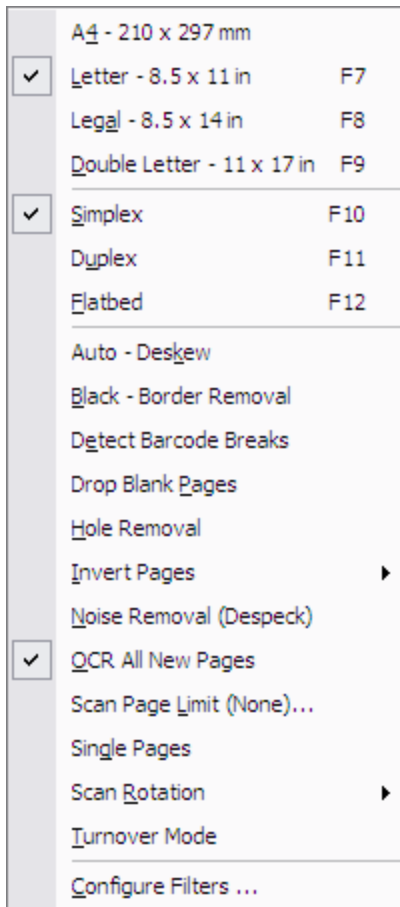 A4 - 210 x 297 mm
Letter - 8.5 x 11 in F7
Legal - 8.5 x 14 in F8
Double Letter - 11 x 17 in F9
Simplex F10
Duplex F11
Flatbed F12
Auto - Deskew
Black - Border Removal
Detect Barcode Breaks
Drop Blank Pages
Hole Removal
Invert Pages
Noise Removal (Despeck)
OCR All New Pages
Scan Page Limit (None)...
Single Pages
Scan Rotation
Turnover Mode
Configure Filters ...